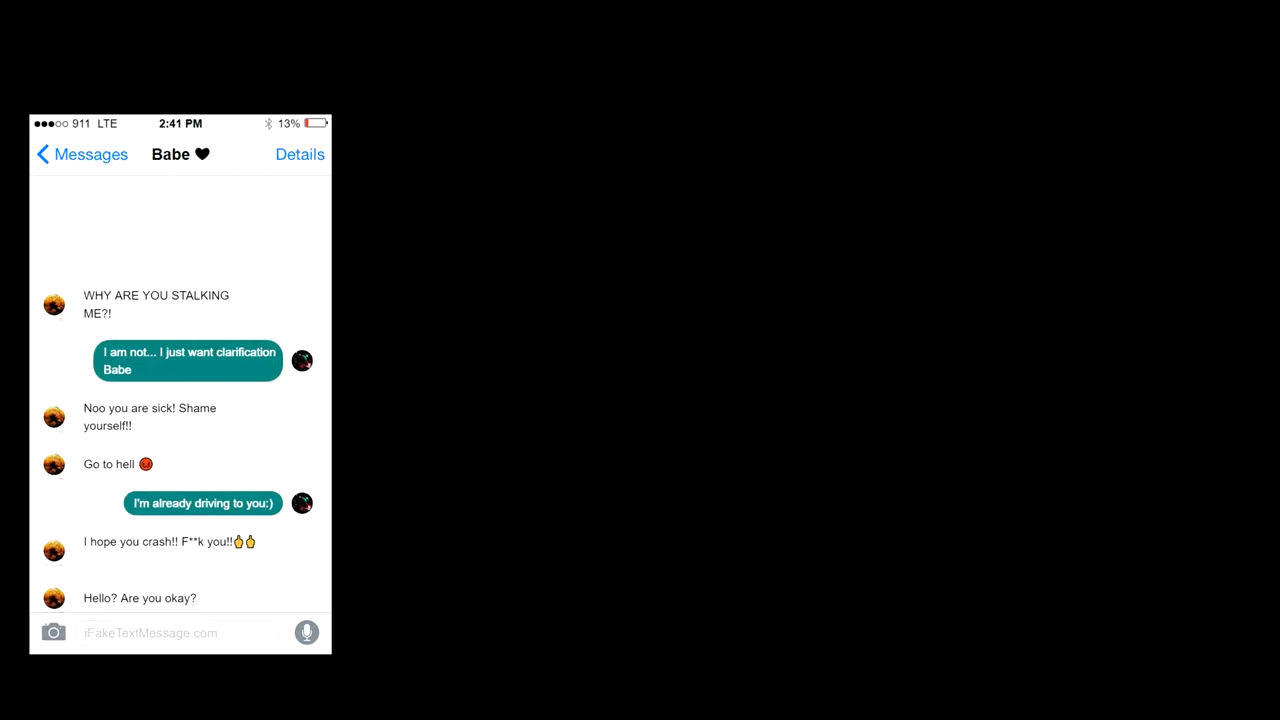 911 LTE 2:41 PM 13%
Messages Babe 🖤 Details
WHY ARE YOU STALKING
ME?!
I am not... I just want clarification
Babe
Noo you are sick! Shame
yourself!!
Go to hell 😡
I'm already driving to you:)
I hope you crash!! F**k you!!🖕🖕
Hello? Are you okay?
iFakeTextMessage.com